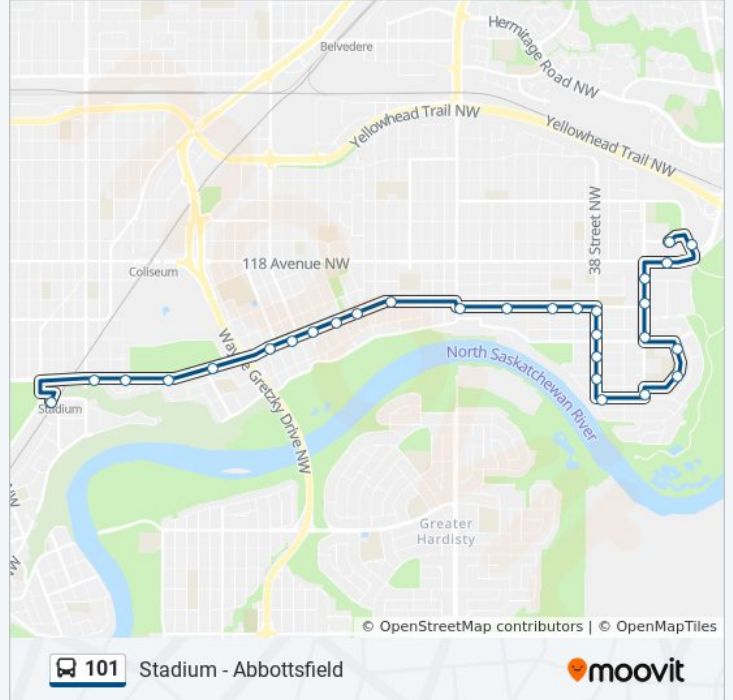 Belvedere
Hermitage Road NW
Yellowhead Trail NW
Yellowhead Trail NW
38 Street NW
118 Avenue NW
Coliseum
Wayne Gretzky Drive NW
North Saskatchewan River
Stadium
NW
Greater
Hardisty
© OpenStreetMap contributors | © OpenMapTiles
101 Stadium - Abbottsfield
moovit